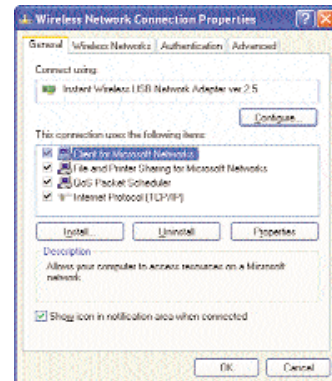 Wireless Network Connection Properties
General Wireless Networks Authentication Advanced
Connect using:
Instant Wireless USB Network Adapter ver.2.5
Configure...
This connection uses the following items:
Client for Microsoft Networks
File and Printer Sharing for Microsoft Networks
QoS Packet Scheduler
Internet Protocol (TCP/IP)
Install... Uninstall Properties
Description
Allows your computer to access resources on a Microsoft
network.
Show icon in notification area when connected
OK Cancel